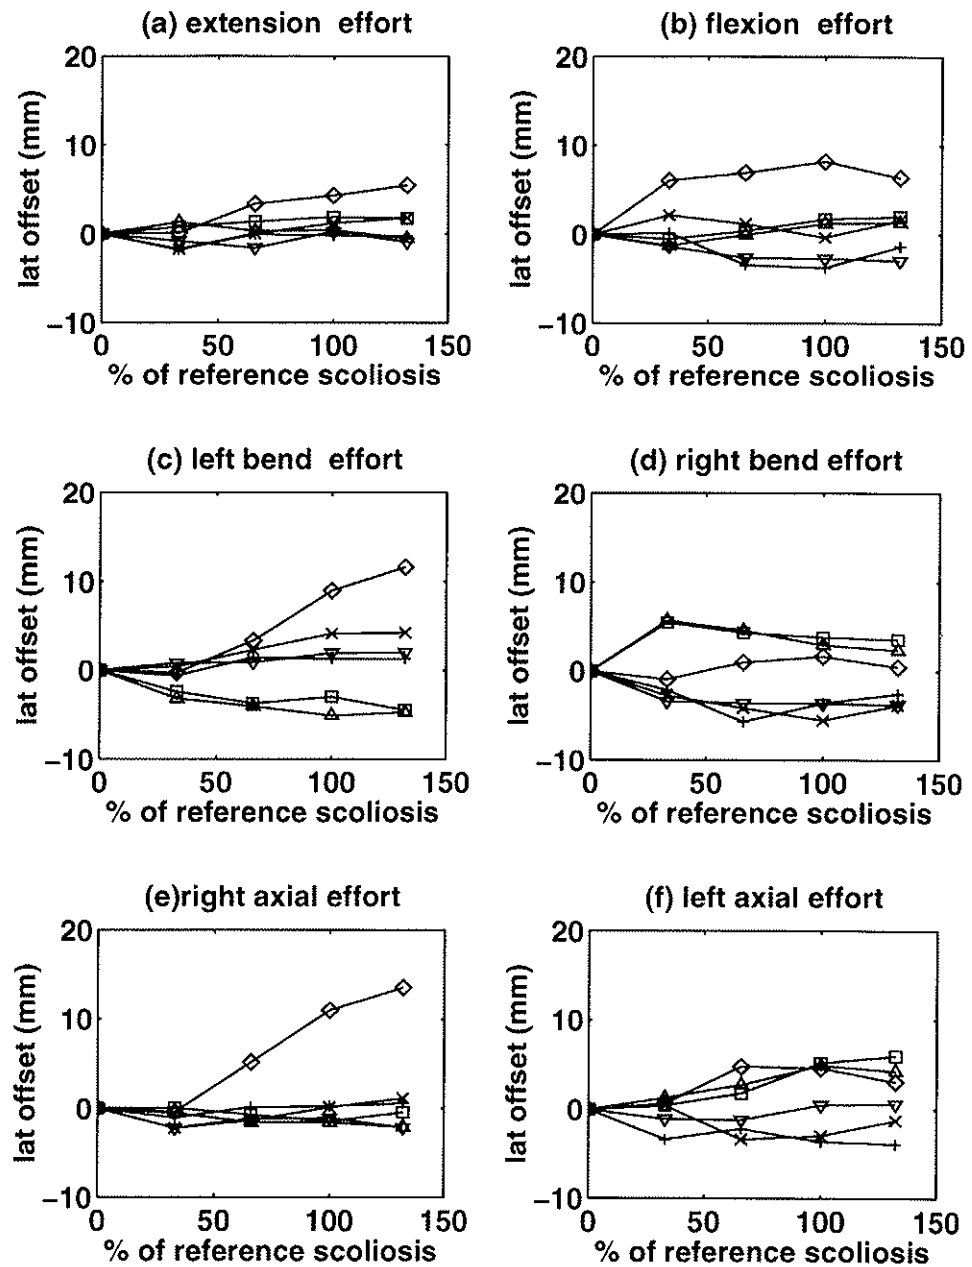 (a) extension effort
20
10
0
−10
lat offset (mm)
0 50 100 150
% of reference scoliosis
(b) flexion effort
20
10
0
−10
lat offset (mm)
0 50 100 150
% of reference scoliosis
(c) left bend effort
20
10
0
−10
lat offset (mm)
0 50 100 150
% of reference scoliosis
(d) right bend effort
20
10
0
−10
lat offset (mm)
0 50 100 150
% of reference scoliosis
(e)right axial effort
20
10
0
−10
lat offset (mm)
0 50 100 150
% of reference scoliosis
(f) left axial effort
20
10
0
−10
lat offset (mm)
0 50 100 150
% of reference scoliosis